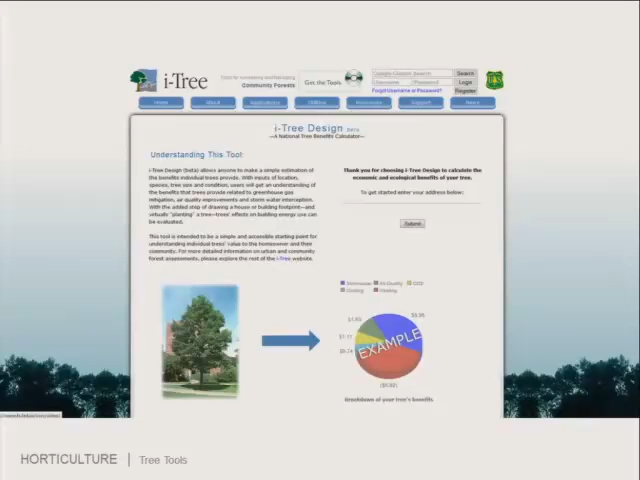 i-Tree
Community Forests
Get the Tools
Search
Login
Forgot Username or Password?
Register
Home
About
Applications
Utilities
Resources
Support
News
i-Tree Design beta
—A National Tree Benefits Calculator—
Understanding This Tool:
i-Tree Design (beta) allows anyone to make a simple estimation of
the benefits individual trees provide. With inputs of location,
species, tree size and condition, users will get an understanding of
the benefits that trees provide related to greenhouse gas
mitigation, air quality improvements and storm water interception.
With the added step of drawing a house or building footprint—and
virtually "planting" a tree—trees' effects on building energy use can
be evaluated.
This tool is intended to be a simple and accessible starting point for
understanding individual trees' value to the homeowner and their
community. For more detailed information on urban and community
forest assessments, please explore the rest of the i-Tree website.
Thank you for choosing i-Tree Design to calculate the
economic and ecological benefits of your tree.
To get started enter your address below:
Submit
Stormwater Air Quality CO2
Cooling Heating
EXAMPLE
Breakdown of your tree's benefits
HORTICULTURE | Tree Tools